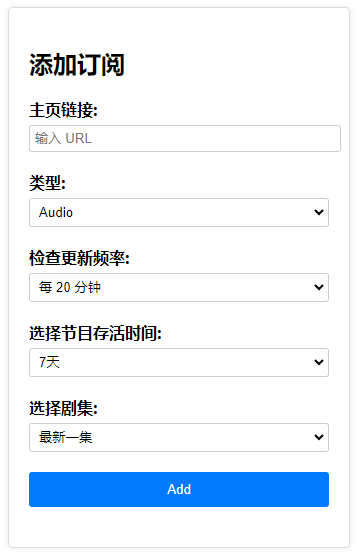 添加订阅
主页链接:
输入 URL
类型:
Audio
检查更新频率:
每 20 分钟
选择节目存活时间:
7天
选择剧集:
最新一集
Add